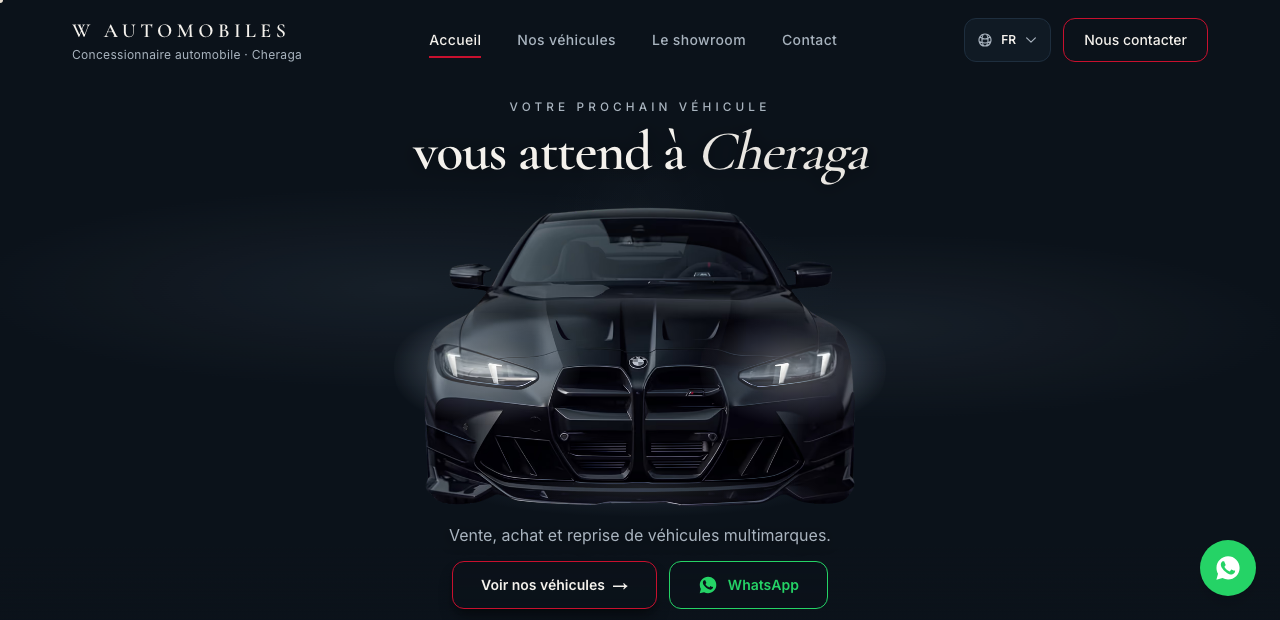 W AUTOMOBILES
Concessionnaire automobile · Cheraga
Accueil
Nos véhicules
Le showroom
Contact
FR
Nous contacter
VOTRE PROCHAIN VÉHICULE
vous attend à Cheraga
Vente, achat et reprise de véhicules multimarques.
Voir nos véhicules →
WhatsApp